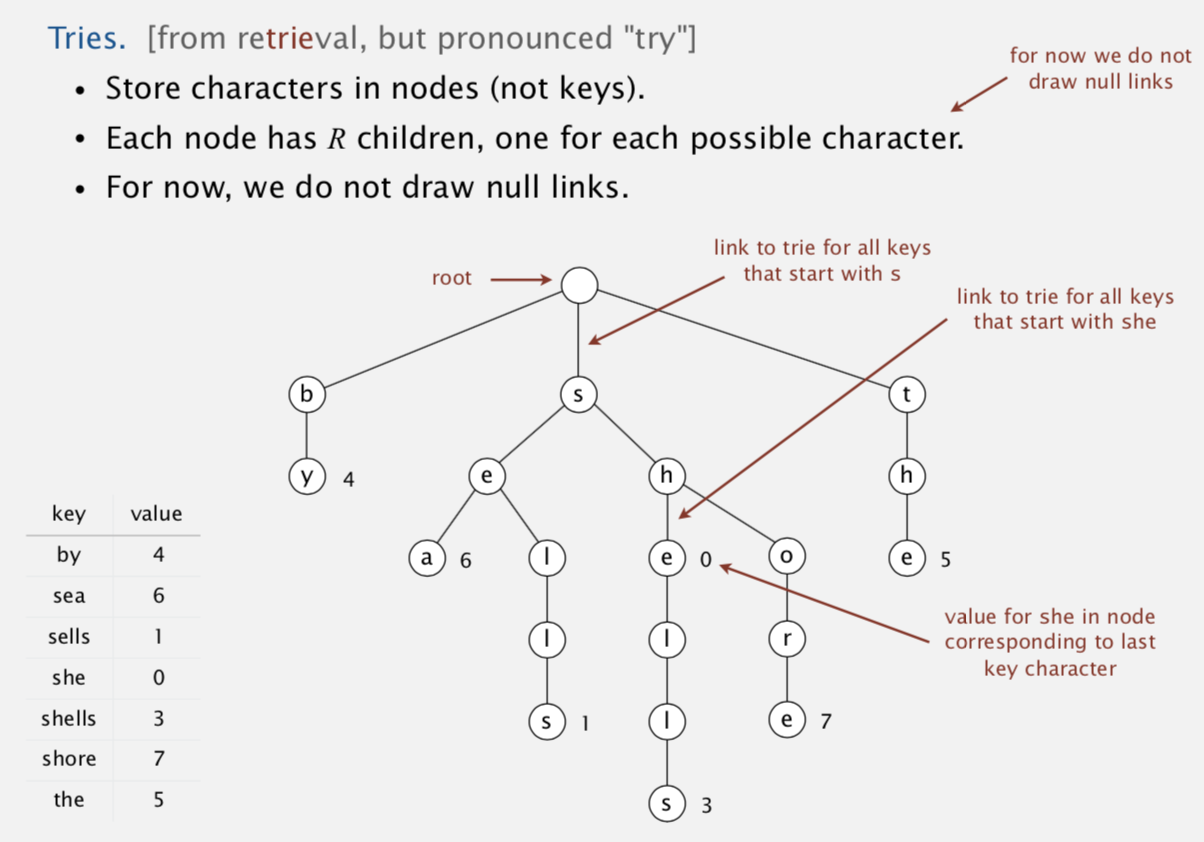 Tries. [from retrieval, but pronounced "try"]
for now we do not
draw null links
• Store characters in nodes (not keys).
• Each node has R children, one for each possible character.
• For now, we do not draw null links.
link to trie for all keys
that start with s
root
link to trie for all keys
that start with she
b s t
y 4 e h h
key value
by 4
sea 6
sells 1
she 0
shells 3
shore 7
the 5
a 6 l e 0 o e 5
value for she in node
corresponding to last
key character
l l r
s 1 l e 7
s 3